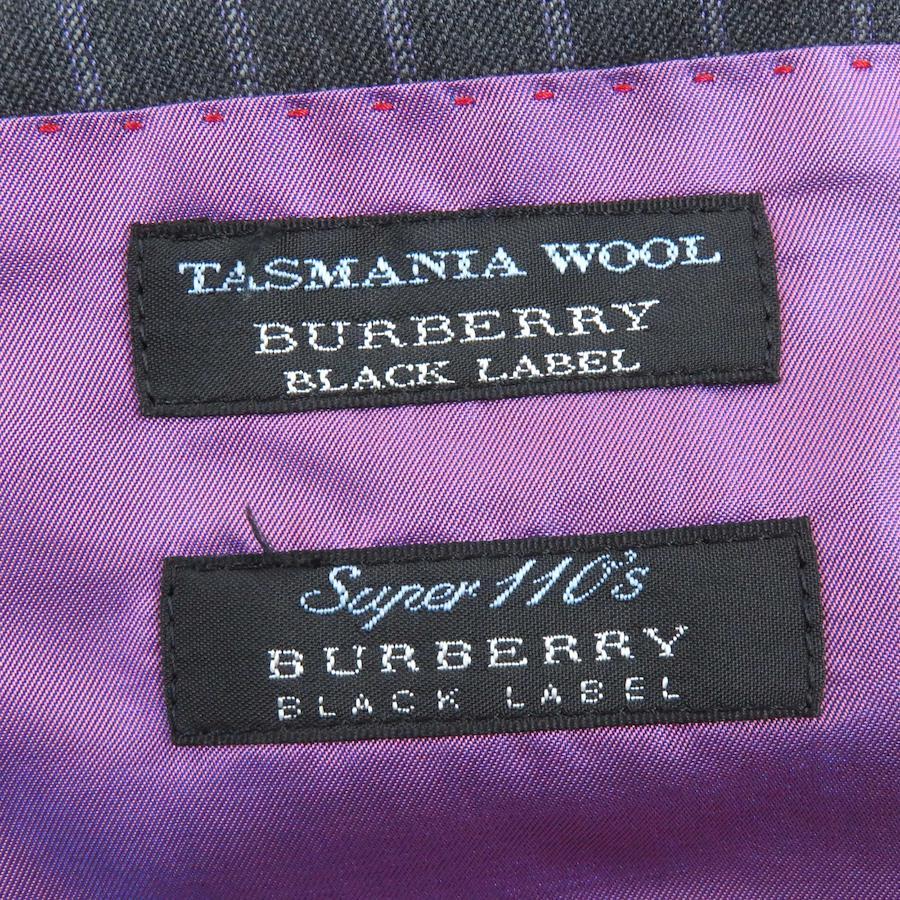 TASMANIA WOOL
BURBERRY
BLACK LABEL
Super 110's
BURBERRY
BLACK LABEL